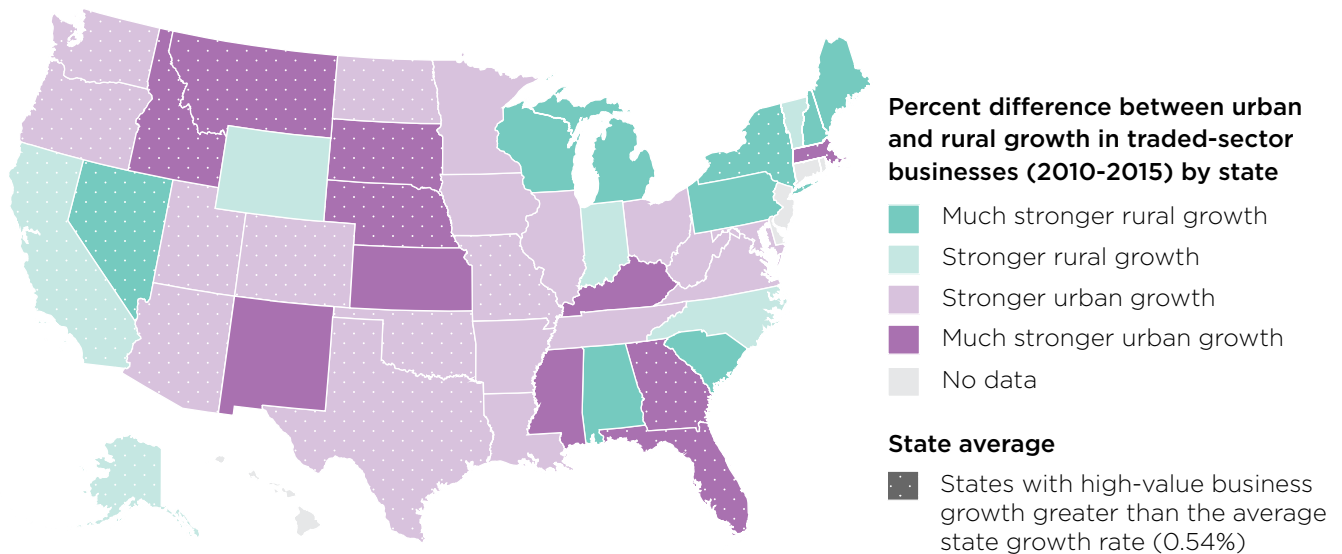 Percent difference between urban
and rural growth in traded-sector
businesses (2010-2015) by state
Much stronger rural growth
Stronger rural growth
Stronger urban growth
Much stronger urban growth
No data
State average
States with high-value business
growth greater than the average
state growth rate (0.54%)